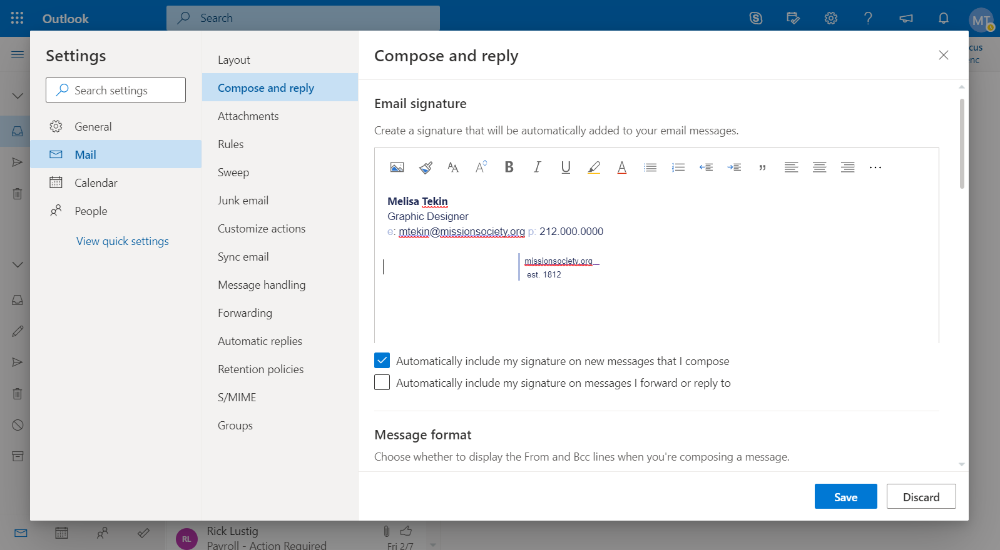 Outlook
Search
MT
cus
enc
Settings
Search settings
General
Mail
Calendar
People
View quick settings
Layout
Compose and reply
Attachments
Rules
Sweep
Junk email
Customize actions
Sync email
Message handling
Forwarding
Automatic replies
Retention policies
S/MIME
Groups
Compose and reply
Email signature
Create a signature that will be automatically added to your email messages.
Melisa Tekin
Graphic Designer
e: mtekin@missionsociety.org p: 212.000.0000
missionsociety.org
est. 1812
Automatically include my signature on new messages that I compose
Automatically include my signature on messages I forward or reply to
Message format
Choose whether to display the From and Bcc lines when you're composing a message.
Save
Discard
RL
Rick Lustig
Payroll - Action Required
Fri 2/7